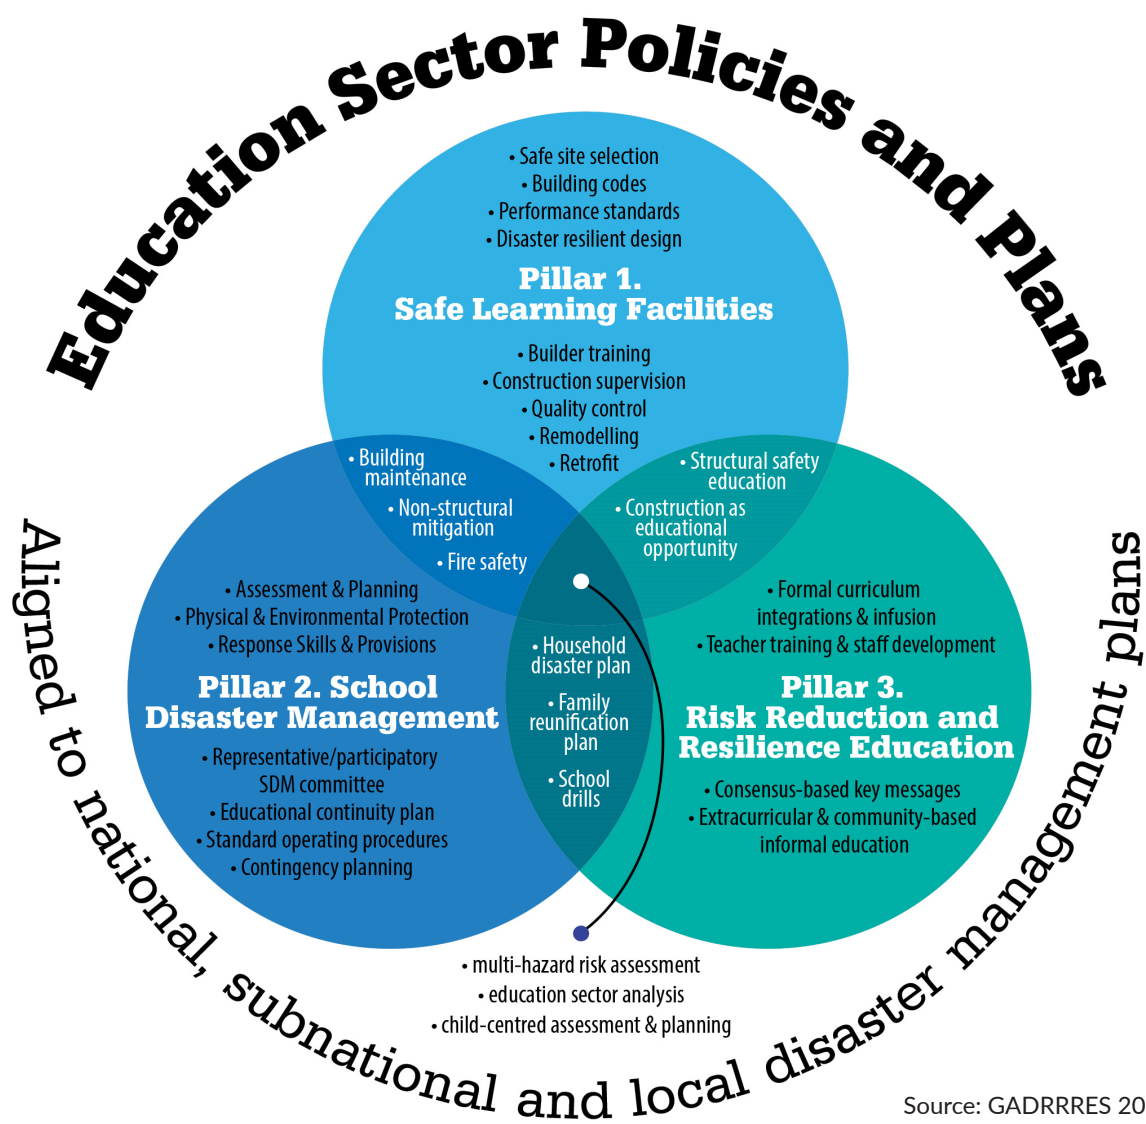 Education Sector Policies and Plans
• Safe site selection
• Building codes
• Performance standards
• Disaster resilient design
Pillar 1.
Safe Learning Facilities
• Builder training
• Construction supervision
• Quality control
• Remodelling
• Retrofit
• Building
maintenance
• Non-structural
mitigation
• Fire safety
• Structural safety
education
• Construction as
educational
opportunity
• Assessment & Planning
• Physical & Environmental Protection
• Response Skills & Provisions
Pillar 2. School
Disaster Management
• Representative/participatory
SDM committee
• Educational continuity plan
• Standard operating procedures
• Contingency planning
• Household
disaster plan
• Family
reunification
plan
• School
drills
• Formal curriculum
integrations & infusion
• Teacher training & staff development
Pillar 3.
Risk Reduction and
Resilience Education
• Consensus-based key messages
• Extracurricular & community-based
informal education
• multi-hazard risk assessment
• education sector analysis
• child-centred assessment & planning
Aligned to national, subnational and local disaster management plans
Source: GADRRRES 20